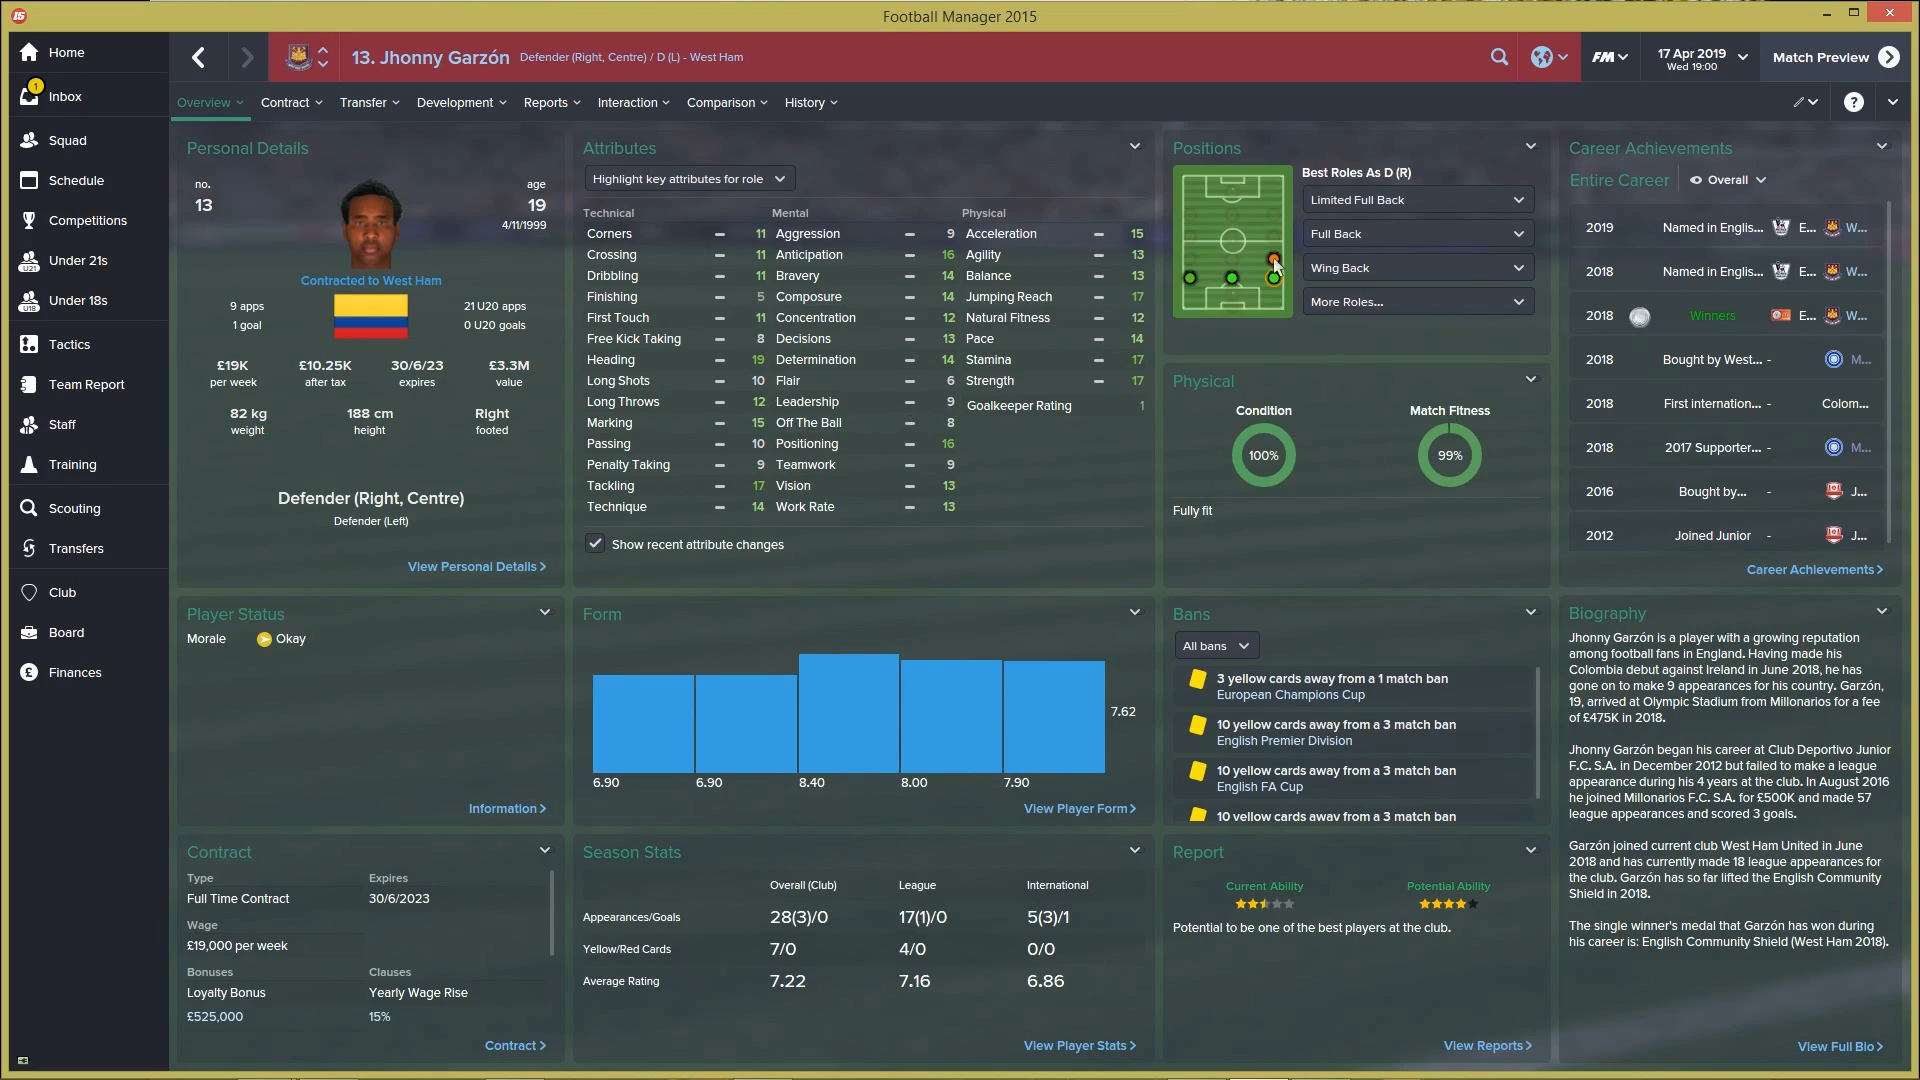 15
Football Manager 2015
Home
1
Inbox
Squad
Schedule
Competitions
U21
Under 21s
U18
Under 18s
Tactics
Team Report
Staff
Training
Scouting
Transfers
Club
Board
Finances
13. Jhonny Garzón
Defender (Right, Centre) / D (L) - West Ham
FM
17 Apr 2019
Wed 19:00
Match Preview
Overview
Contract
Transfer
Development
Reports
Interaction
Comparison
History
?
Personal Details
no.
13
age
19
4/11/1999
Contracted to West Ham
9 apps
1 goal
21 U20 apps
0 U20 goals
£19K per week
£10.25K after tax
30/6/23 expires
£3.3M value
82 kg weight
188 cm height
Right footed
Defender (Right, Centre)
Defender (Left)
View Personal Details >
Attributes
Highlight key attributes for role
Technical Mental Physical
Corners – 11 Aggression – 9 Acceleration – 15
Crossing – 11 Anticipation – 16 Agility – 13
Dribbling – 11 Bravery – 14 Balance – 13
Finishing – 5 Composure – 14 Jumping Reach – 17
First Touch – 11 Concentration – 12 Natural Fitness – 12
Free Kick Taking – 8 Decisions – 13 Pace – 14
Heading – 19 Determination – 14 Stamina – 17
Long Shots – 10 Flair – 6 Strength – 17
Long Throws – 12 Leadership – 9 Goalkeeper Rating 1
Marking – 15 Off The Ball – 8
Passing – 10 Positioning – 16
Penalty Taking – 9 Teamwork – 9
Tackling – 17 Vision – 13
Technique – 14 Work Rate – 13
Show recent attribute changes
Positions
Best Roles As D (R)
Limited Full Back
Full Back
Wing Back
More Roles...
Physical
Condition
100%
Match Fitness
99%
Fully fit
Career Achievements
Entire Career
Overall
2019 Named in Englis... E... W...
2018 Named in Englis... E... W...
2018 Winners E... W...
2018 Bought by West... - M...
2018 First internation... - Colom...
2018 2017 Supporter... - M...
2016 Bought by... - J...
2012 Joined Junior - J...
Career Achievements >
Player Status
Morale Okay
Information >
Form
7.62
6.90 6.90 8.40 8.00 7.90
View Player Form >
Bans
All bans
3 yellow cards away from a 1 match ban
European Champions Cup
10 yellow cards away from a 3 match ban
English Premier Division
10 yellow cards away from a 3 match ban
English FA Cup
10 yellow cards away from a 3 match ban
Biography
Jhonny Garzón is a player with a growing reputation
among football fans in England. Having made his
Colombia debut against Ireland in June 2018, he has
gone on to make 9 appearances for his country. Garzón,
19, arrived at Olympic Stadium from Millonarios for a fee
of £475K in 2018.
Jhonny Garzón began his career at Club Deportivo Junior
F.C. S.A. in December 2012 but failed to make a league
appearance during his 4 years at the club. In August 2016
he joined Millonarios F.C. S.A. for £500K and made 57
league appearances and scored 3 goals.
Garzón joined current club West Ham United in June
2018 and has currently made 18 league appearances for
the club. Garzón has so far lifted the English Community
Shield in 2018.
The single winner's medal that Garzón has won during
his career is: English Community Shield (West Ham 2018).
View Full Bio >
Contract
Type
Full Time Contract
Expires
30/6/2023
Wage
£19,000 per week
Bonuses
Loyalty Bonus
£525,000
Clauses
Yearly Wage Rise
15%
Contract >
Season Stats
Overall (Club) League International
Appearances/Goals 28(3)/0 17(1)/0 5(3)/1
Yellow/Red Cards 7/0 4/0 0/0
Average Rating 7.22 7.16 6.86
View Player Stats >
Report
Current Ability
Potential Ability
Potential to be one of the best players at the club.
View Reports >